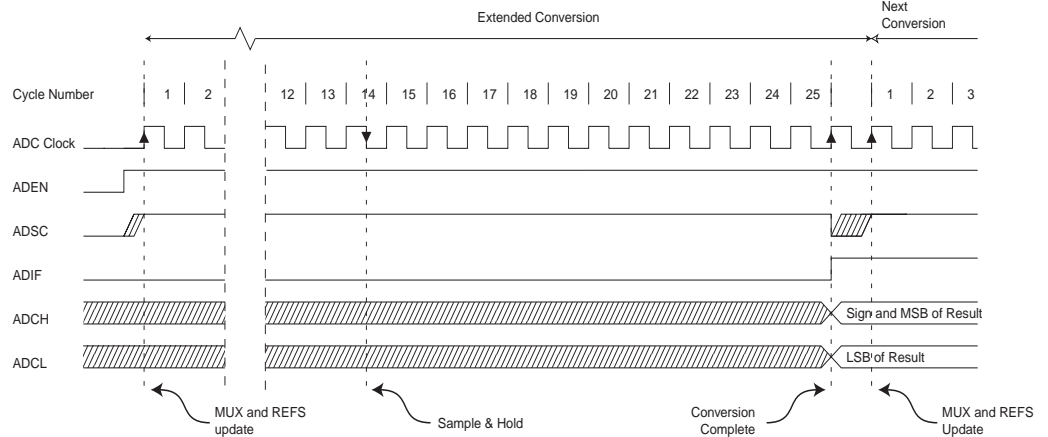 Extended Conversion
Next
Conversion
Cycle Number 1 2 12 13 14 15 16 17 18 19 20 21 22 23 24 25 1 2 3
ADC Clock
ADEN
ADSC
ADIF
ADCH
Sign and MSB of Result
ADCL
LSB of Result
MUX and REFS
update
Sample & Hold
Conversion
Complete
MUX and REFS
Update